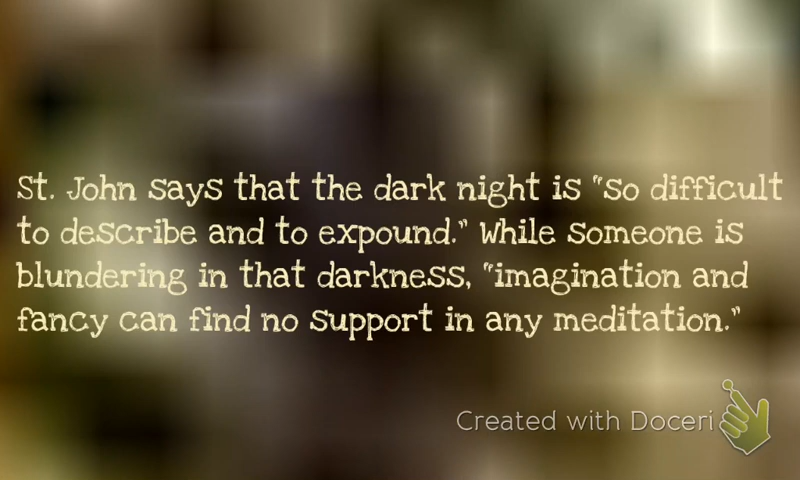 St. John says that the dark night is "so difficult
to describe and to expound." While someone is
blundering in that darkness, "imagination and
fancy can find no support in any meditation."
Created with Doceri